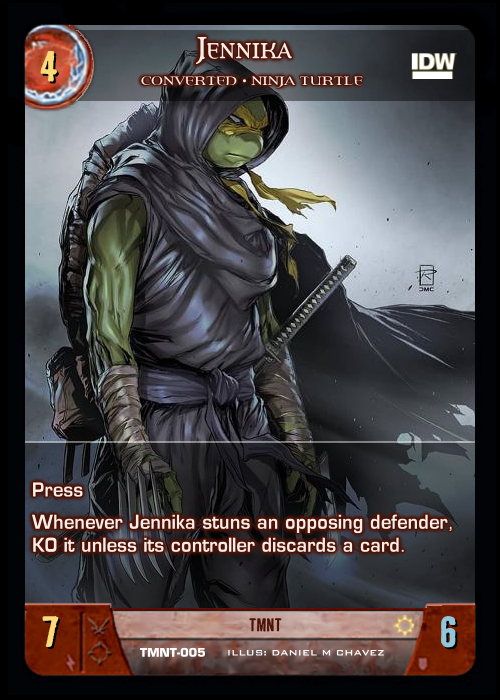 4
Jennika
IDW
Converted • Ninja Turtle
DMC
Press
Whenever Jennika stuns an opposing defender,
KO it unless its controller discards a card.
7
TMNT
6
TMNT-005 Illus: Daniel M Chavez